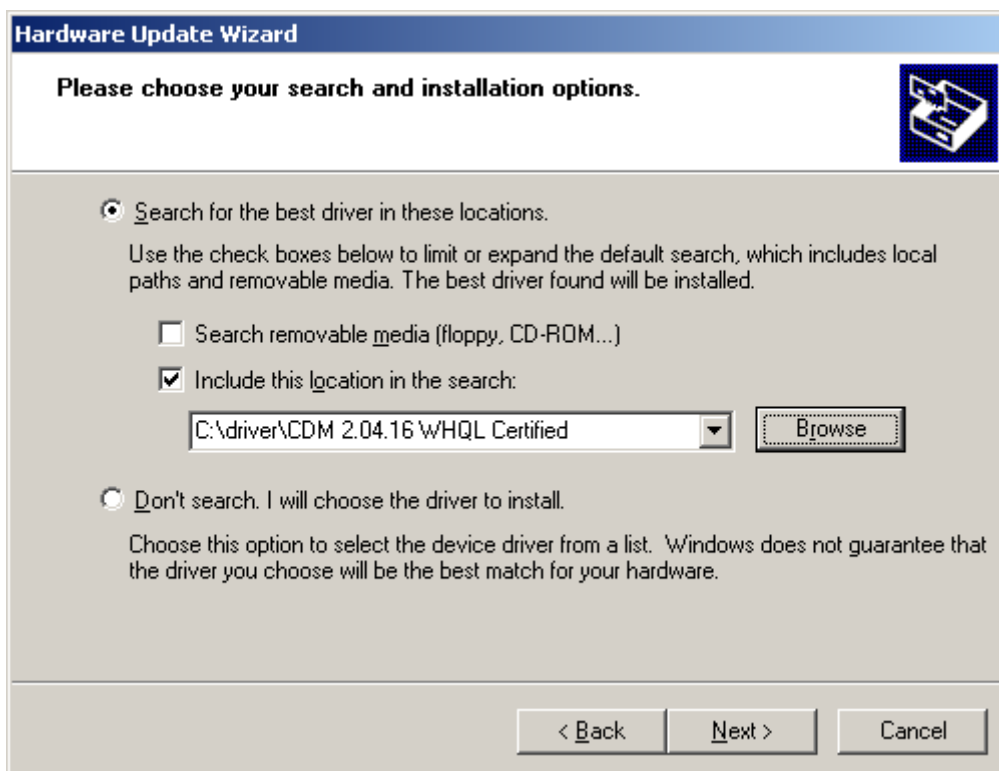 Hardware Update Wizard
Please choose your search and installation options.
Search for the best driver in these locations.
Use the check boxes below to limit or expand the default search, which includes local
paths and removable media. The best driver found will be installed.
Search removable media (floppy, CD-ROM...)
Include this location in the search:
C:\driver\CDM 2.04.16 WHQL Certified
Browse
Don't search. I will choose the driver to install.
Choose this option to select the device driver from a list. Windows does not guarantee that
the driver you choose will be the best match for your hardware.
< Back Next > Cancel